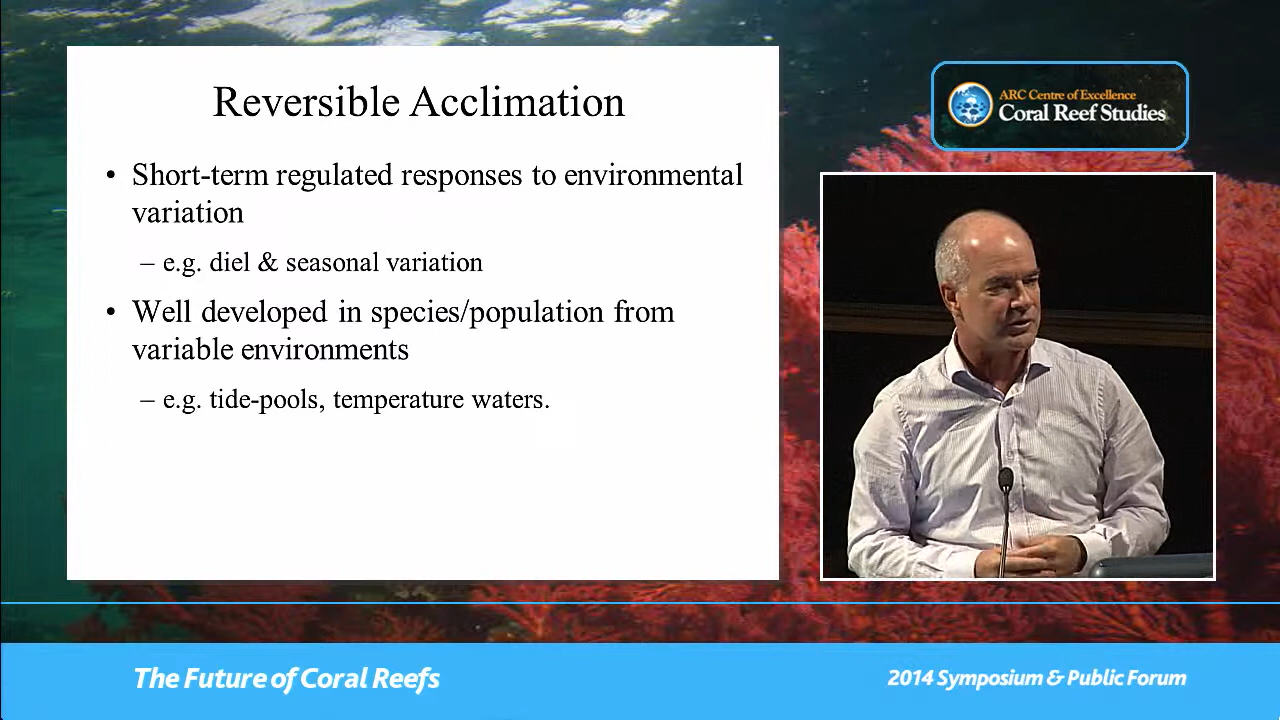 Reversible Acclimation
• Short-term regulated responses to environmental
variation
– e.g. diel & seasonal variation
• Well developed in species/population from
variable environments
– e.g. tide-pools, temperature waters.
ARC Centre of Excellence
Coral Reef Studies
The Future of Coral Reefs
2014 Symposium & Public Forum